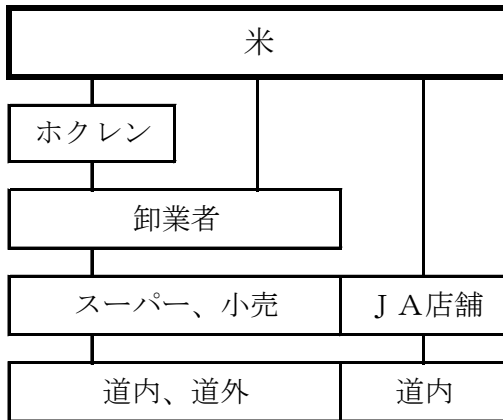 米
ホクレン
卸業者
スーパー、小売
ＪＡ店舗
道内、道外
道内